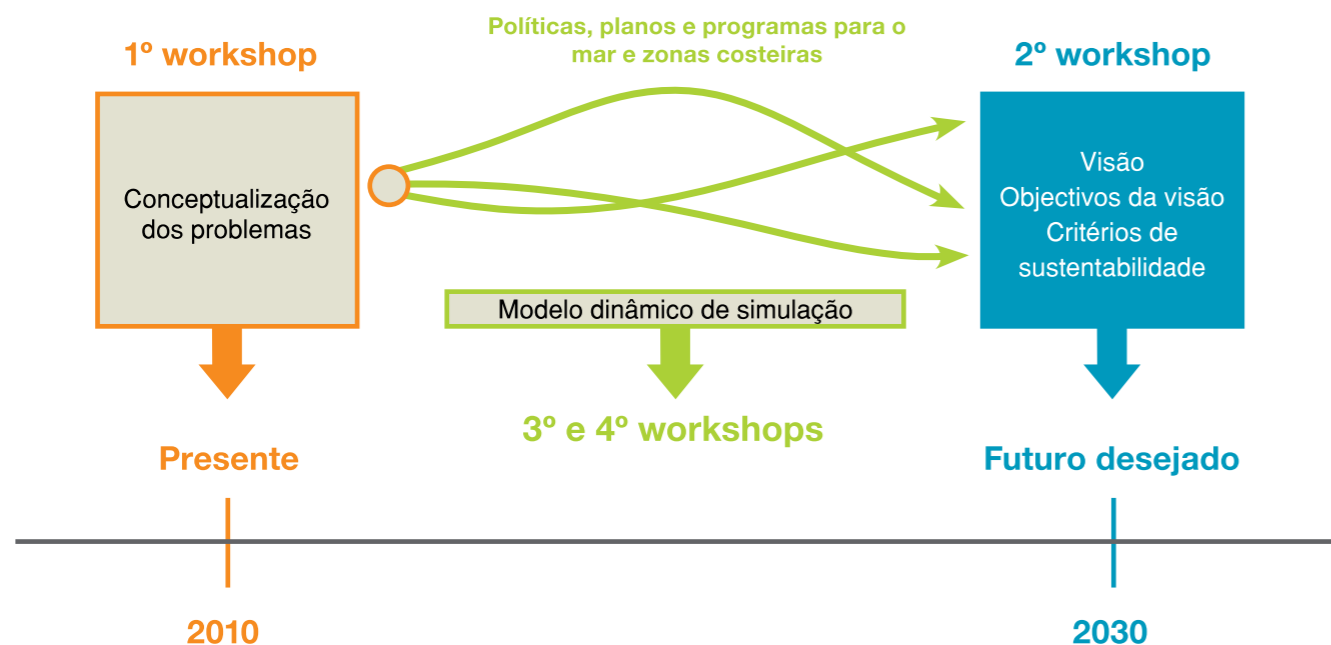 Políticas, planos e programas para o
mar e zonas costeiras
1º workshop
2º workshop
Conceptualização
dos problemas
Visão
Objectivos da visão
Critérios de
sustentabilidade
Modelo dinâmico de simulação
3º e 4º workshops
Presente
Futuro desejado
2010
2030